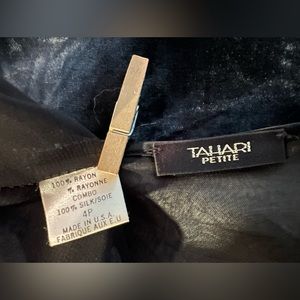 TAHARI
PETITE
100% RAYON
% RAYONNE
COMBO
100% SILK/SOIE
4P
MADE IN U.S.A.
FABRIQUE AUX E.U